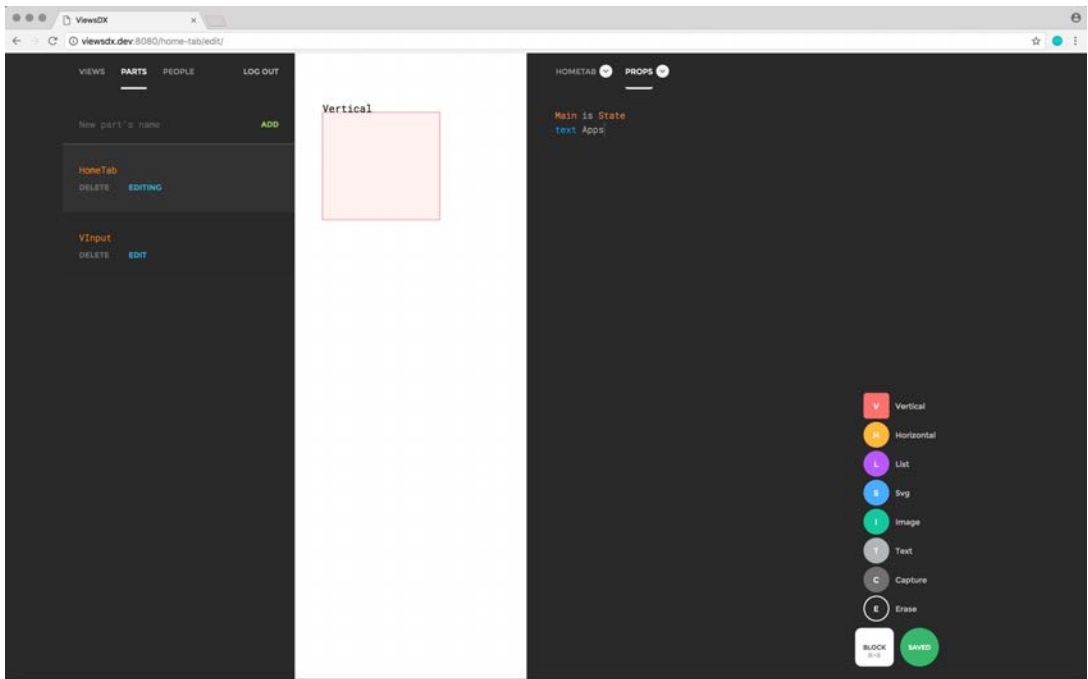 ViewsDX
viewsdx.dev:8080/home-tab/edit/
VIEWS PARTS PEOPLE LOG OUT
New part's name ADD
HomeTab
DELETE EDITING
VInput
DELETE EDIT
Vertical
HOMETAB PROPS
Main is State
text Apps
V Vertical
H Horizontal
L List
S Svg
I Image
T Text
C Capture
E Erase
BLOCK SAVED